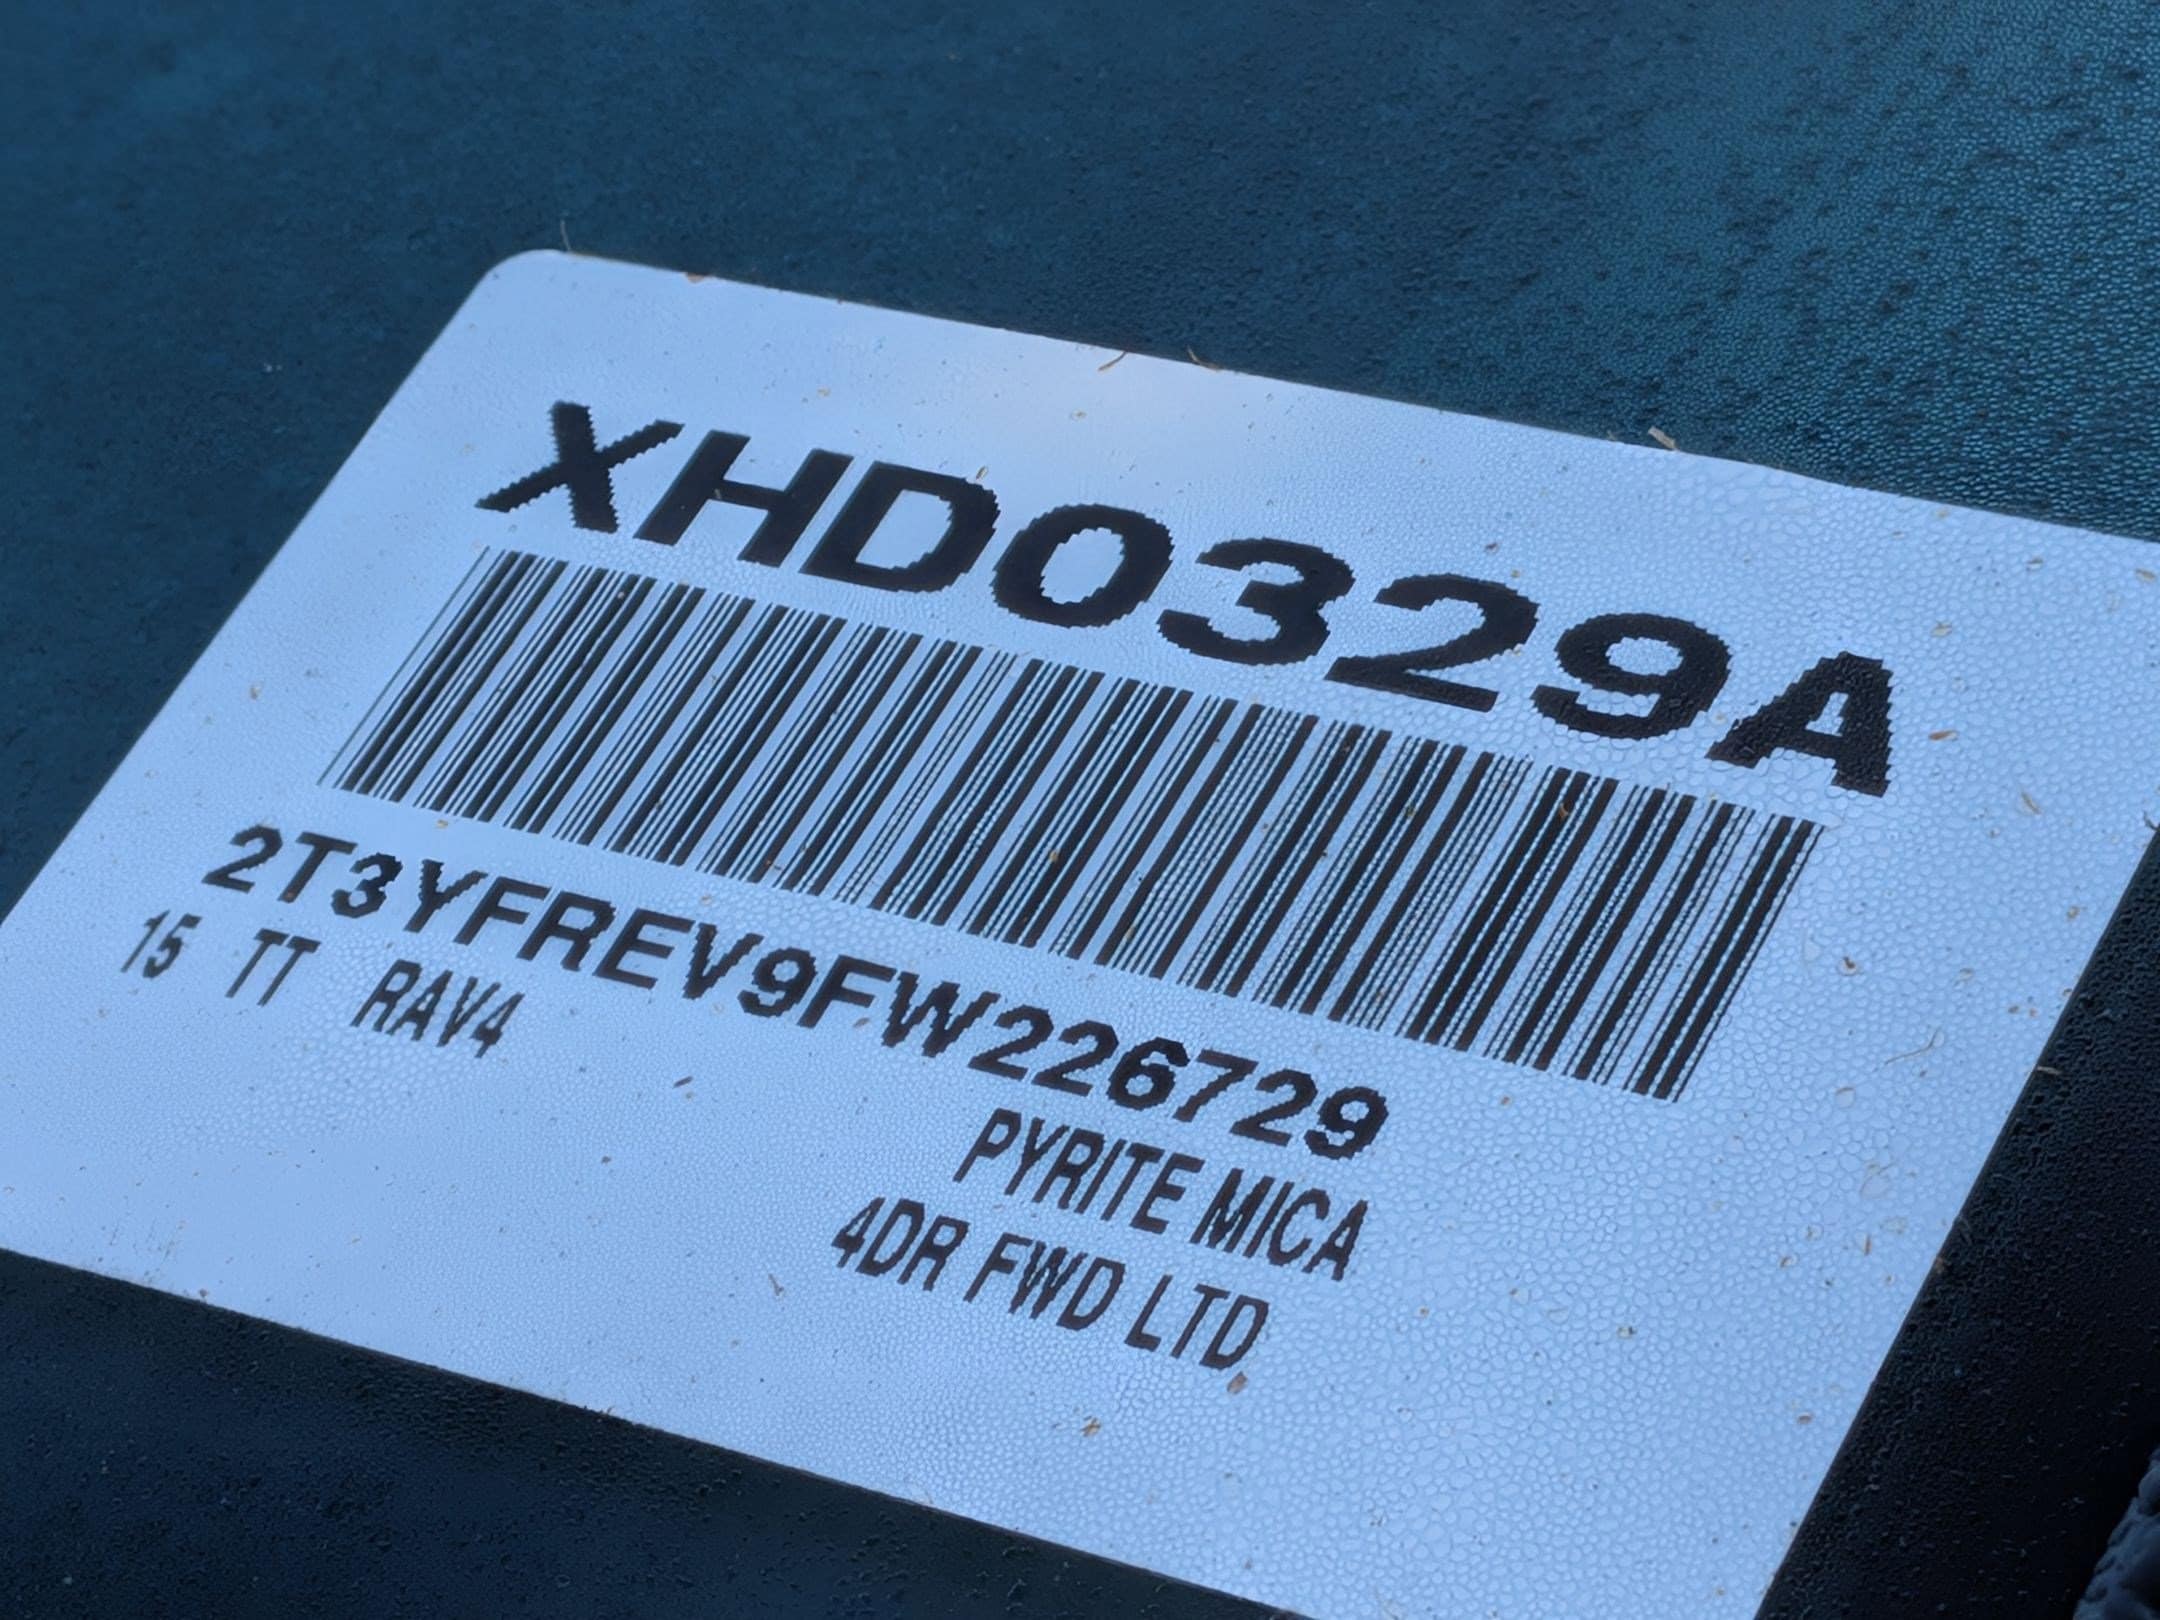 XHD0329A
2T3YFREV9FW226729
15 TT RAV4
PYRITE MICA
4DR FWD LTD